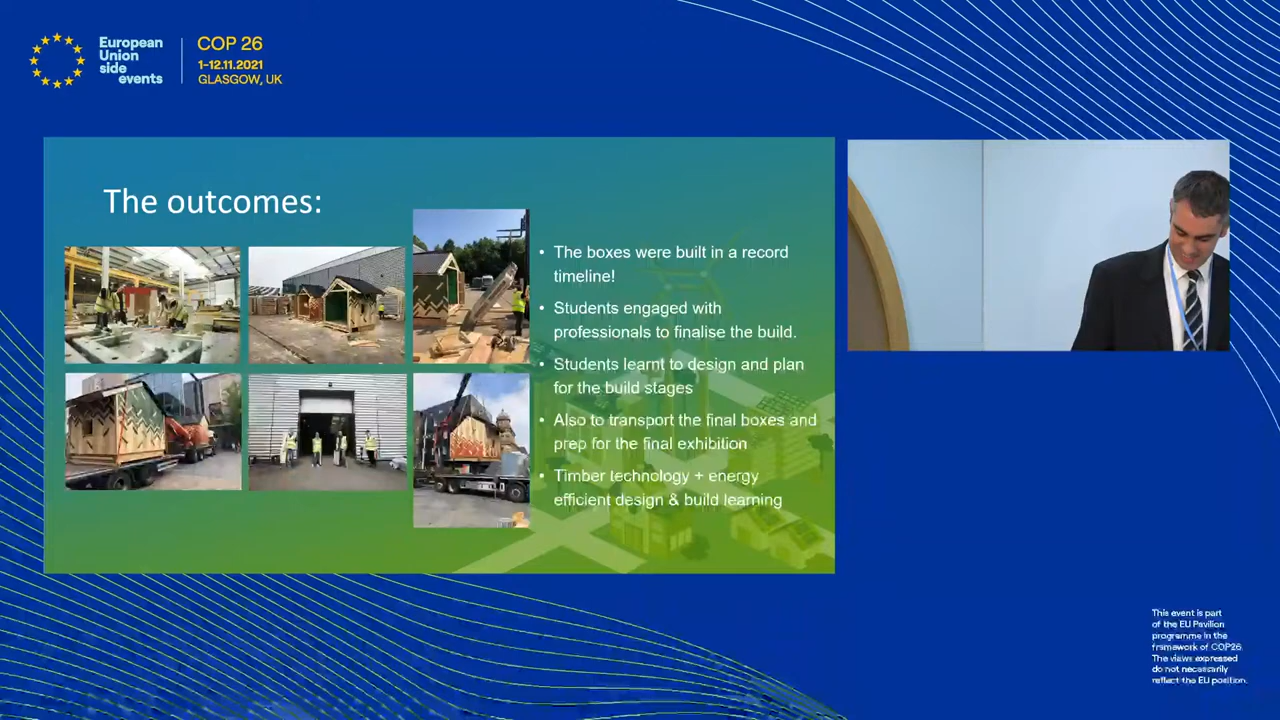 European
Union
side
events
COP 26
1-12.11.2021
GLASGOW, UK
The outcomes:
• The boxes were built in a record
timeline!
• Students engaged with
professionals to finalise the build.
• Students learnt to design and plan
for the build stages
• Also to transport the final boxes and
prep for the final exhibition
• Timber technology + energy
efficient design & build learning
This event is part
of the EU Pavilion
programme in the
framework of COP26.
The views expressed
do not necessarily
reflect the EU position.